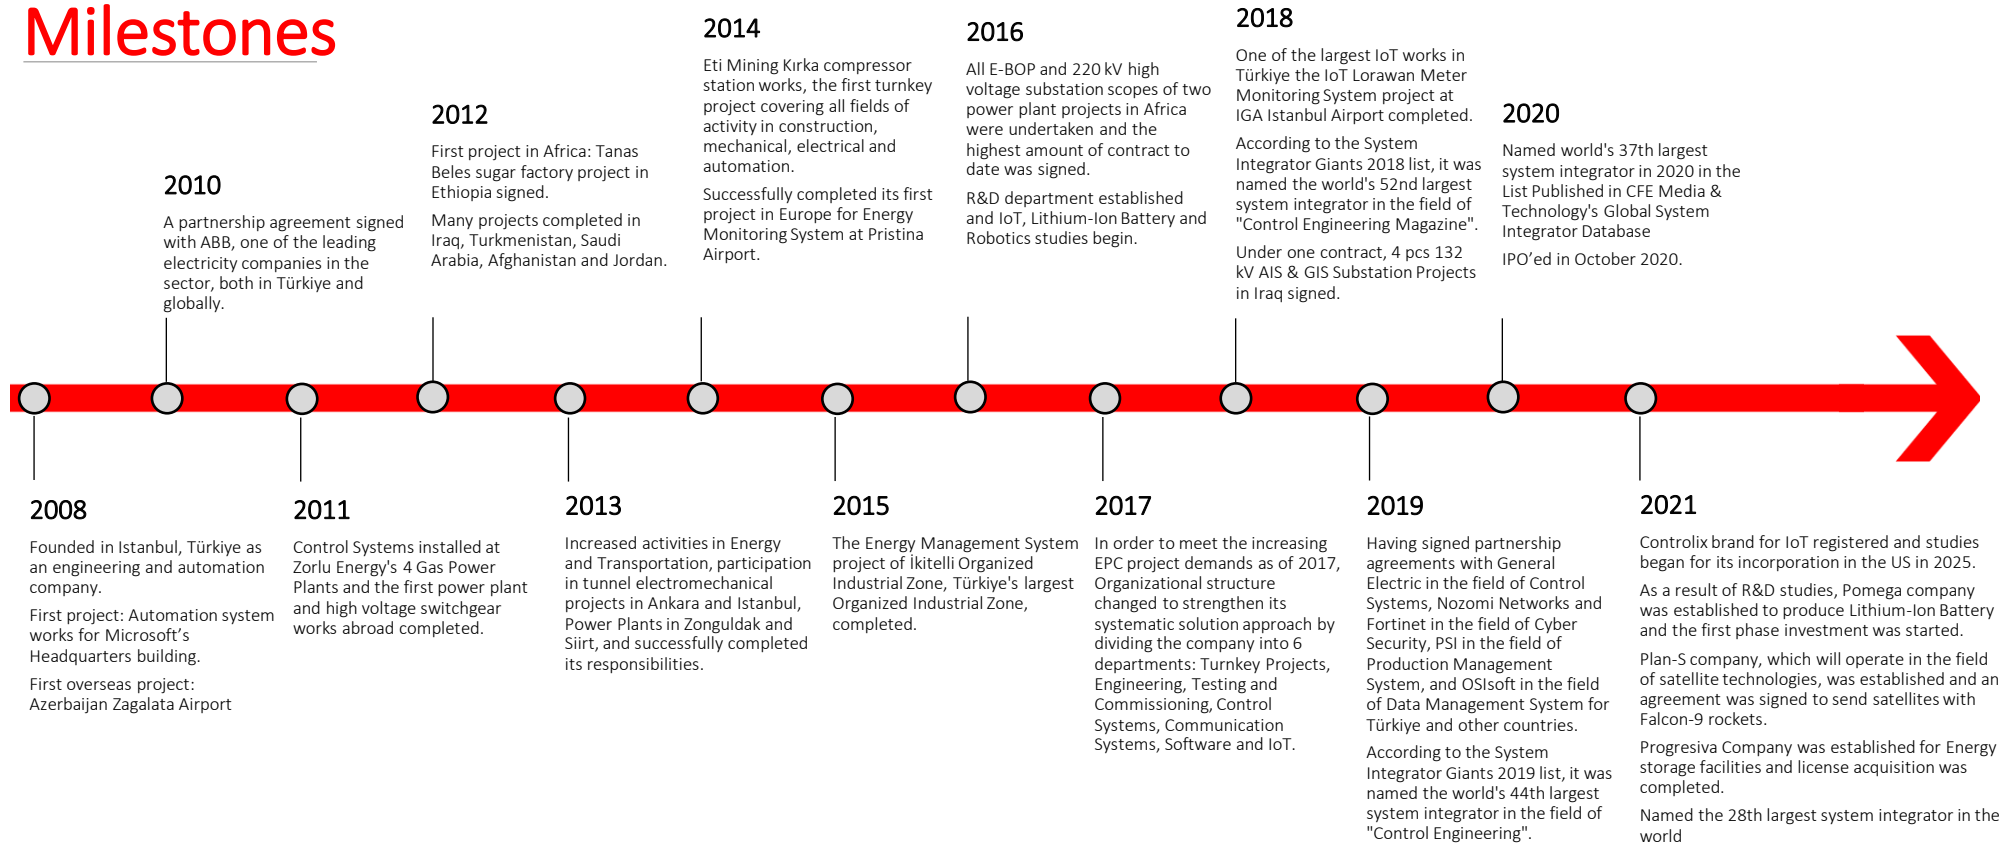 Milestones
2008
Founded in Istanbul, Türkiye as
an engineering and automation
company.
First project: Automation system
works for Microsoft’s
Headquarters building.
First overseas project:
Azerbaijan Zagalata Airport
2010
A partnership agreement signed
with ABB, one of the leading
electricity companies in the
sector, both in Türkiye and
globally.
2011
Control Systems installed at
Zorlu Energy's 4 Gas Power
Plants and the first power plant
and high voltage switchgear
works abroad completed.
2012
First project in Africa: Tanas
Beles sugar factory project in
Ethiopia signed.
Many projects completed in
Iraq, Turkmenistan, Saudi
Arabia, Afghanistan and Jordan.
2013
Increased activities in Energy
and Transportation, participation
in tunnel electromechanical
projects in Ankara and Istanbul,
Power Plants in Zonguldak and
Siirt, and successfully completed
its responsibilities.
2014
Eti Mining Kırka compressor
station works, the first turnkey
project covering all fields of
activity in construction,
mechanical, electrical and
automation.
Successfully completed its first
project in Europe for Energy
Monitoring System at Pristina
Airport.
2015
The Energy Management System
project of İkitelli Organized
Industrial Zone, Türkiye's largest
Organized Industrial Zone,
completed.
2016
All E-BOP and 220 kV high
voltage substation scopes of two
power plant projects in Africa
were undertaken and the
highest amount of contract to
date was signed.
R&D department established
and IoT, Lithium-Ion Battery and
Robotics studies begin.
2017
In order to meet the increasing
EPC project demands as of 2017,
Organizational structure
changed to strengthen its
systematic solution approach by
dividing the company into 6
departments: Turnkey Projects,
Engineering, Testing and
Commissioning, Control
Systems, Communication
Systems, Software and IoT.
2018
One of the largest IoT works in
Türkiye the IoT Lorawan Meter
Monitoring System project at
IGA Istanbul Airport completed.
According to the System
Integrator Giants 2018 list, it was
named the world's 52nd largest
system integrator in the field of
"Control Engineering Magazine".
Under one contract, 4 pcs 132
kV AIS & GIS Substation Projects
in Iraq signed.
2019
Having signed partnership
agreements with General
Electric in the field of Control
Systems, Nozomi Networks and
Fortinet in the field of Cyber
Security, PSI in the field of
Production Management
System, and OSIsoft in the field
of Data Management System for
Türkiye and other countries.
According to the System
Integrator Giants 2019 list, it was
named the world's 44th largest
system integrator in the field of
"Control Engineering".
2020
Named world's 37th largest
system integrator in 2020 in the
List Published in CFE Media &
Technology's Global System
Integrator Database
IPO’ed in October 2020.
2021
Controlix brand for IoT registered and studies
began for its incorporation in the US in 2025.
As a result of R&D studies, Pomega company
was established to produce Lithium-Ion Battery
and the first phase investment was started.
Plan-S company, which will operate in the field
of satellite technologies, was established and an
agreement was signed to send satellites with
Falcon-9 rockets.
Progresiva Company was established for Energy
storage facilities and license acquisition was
completed.
Named the 28th largest system integrator in the
world